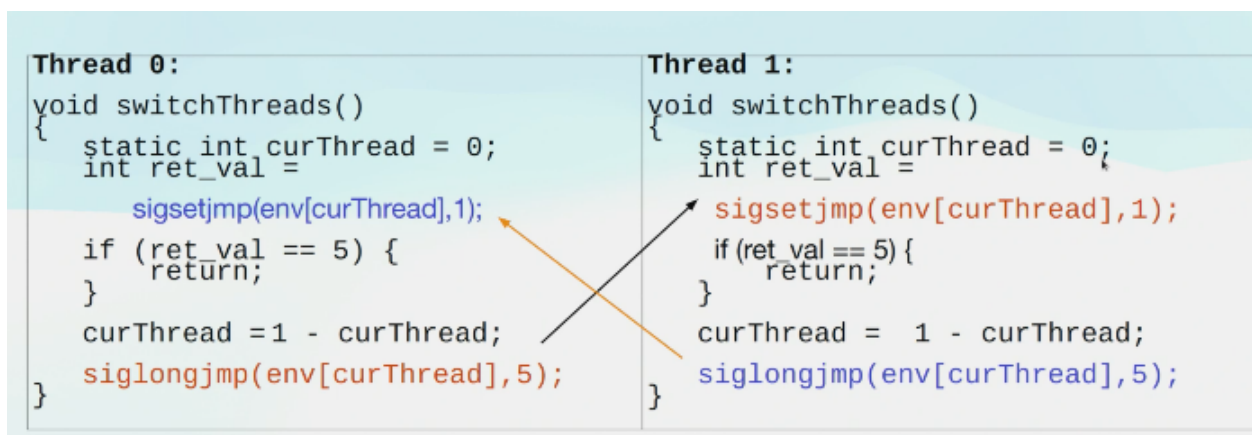 Thread 0:
void switchThreads()
{
static int curThread = 0;
int ret_val =
sigsetjmp(env[curThread],1);
if (ret_val == 5) {
return;
}
curThread =1 - curThread;
siglongjmp(env[curThread],5);
}
Thread 1:
void switchThreads()
{
static int curThread = 0;
int ret_val =
sigsetjmp(env[curThread],1);
if (ret_val == 5) {
return;
}
curThread = 1 - curThread;
siglongjmp(env[curThread],5);
}